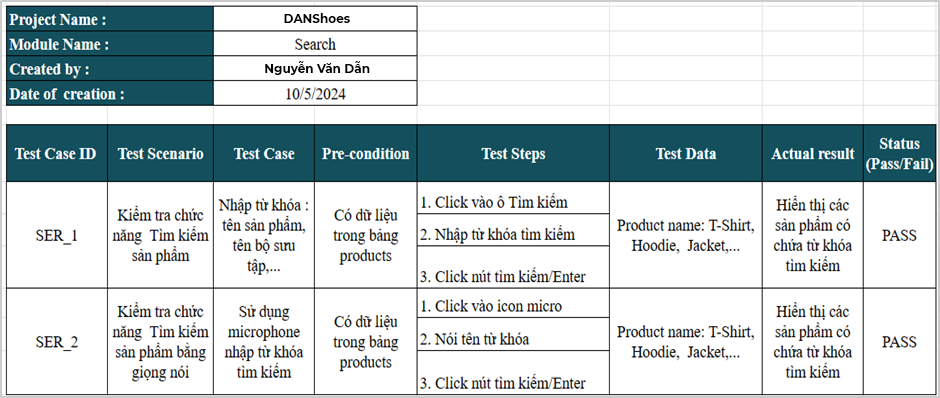 Project Name : DANShoes
Module Name : Search
Created by : Nguyễn Văn Dẫn
Date of creation : 10/5/2024
Test Case ID
Test Scenario
Test Case
Pre-condition
Test Steps
Test Data
Actual result
Status
(Pass/Fail)
SER_1
Kiểm tra chức
năng Tìm kiếm
sản phẩm
Nhập từ khóa :
tên sản phẩm,
tên bộ sưu
tập,...
Có dữ liệu
trong bảng
products
1. Click vào ô Tìm kiếm
2. Nhập từ khóa tìm kiếm
3. Click nút tìm kiếm/Enter
Product name: T-Shirt,
Hoodie, Jacket,...
Hiển thị các
sản phẩm có
chứa từ khóa
tìm kiếm
PASS
SER_2
Kiểm tra chức
năng Tìm kiếm
sản phẩm bằng
giọng nói
Sử dụng
microphone
nhập từ khóa
tìm kiếm
Có dữ liệu
trong bảng
products
1. Click vào icon micro
2. Nói tên từ khóa
3. Click nút tìm kiếm/Enter
Product name: T-Shirt,
Hoodie, Jacket,...
Hiển thị các
sản phẩm có
chứa từ khóa
tìm kiếm
PASS